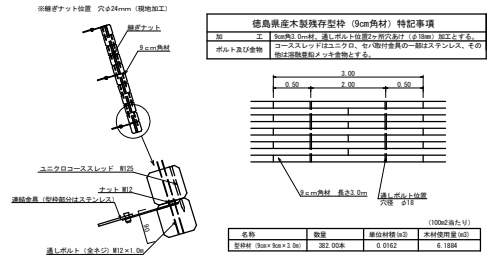 ※継ぎナット位置 穴φ24mm（現地加工）
継ぎナット
9cm角材
ユニクロコーススレッド W125
ナット M12
連結金具（型枠部分はステンレス）
90
通しボルト（全ネジ）M12×1.0m
徳島県産木製残存型枠（9cm角材）特記事項
加 工 9cm角3.0m材、通しボルト位置2ヶ所穴あけ（φ18mm）加工とする。
ボルト及び金物 コーススレッドはユニクロ、セパ取付金具の一部はステンレス、その
他は溶融亜鉛メッキ金物とする。
3.00
0.50 2.00 0.50
9cm角材 長さ3.0m
通しボルト位置
穴径 φ18
(100m2当たり)
名称 数量 単位材積(m3) 木材使用量(m3)
型枠材（9cm×9cm×3.0m） 382.00本 0.0162 6.1884